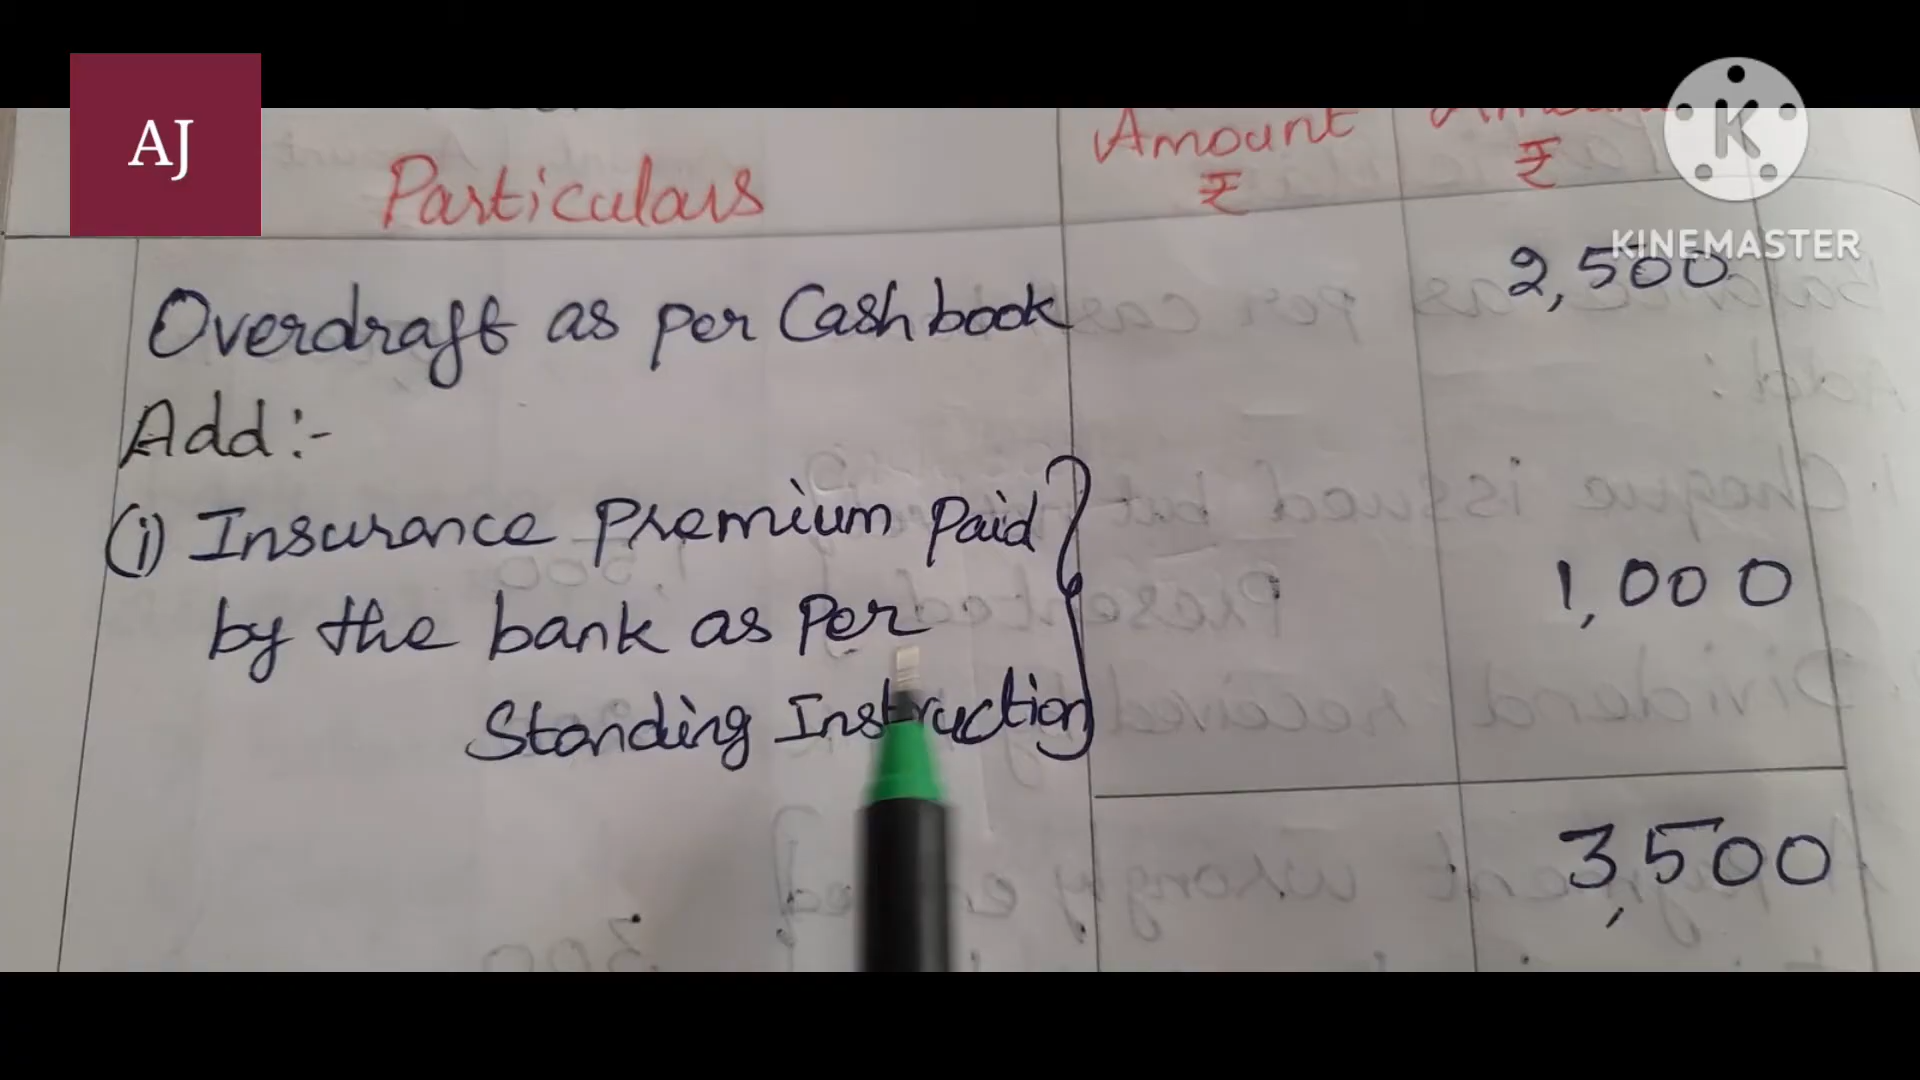 AJ
KINEMASTER
Particulars
Amount
₹
₹
Overdraft as per Cash book 2,500
Add:-
(i) Insurance Premium Paid
by the bank as Per 1,000
Standing Instruction
3,500